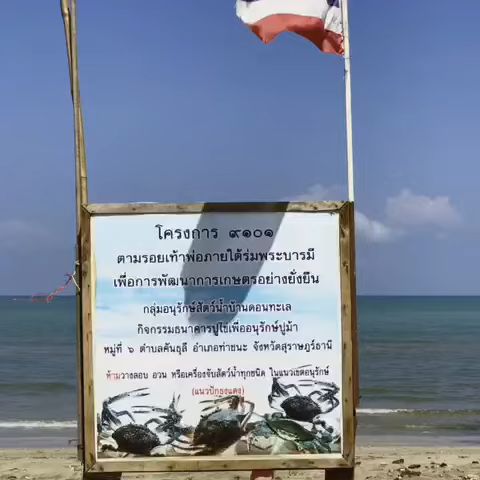 โครงการ ๙๑๐๑
ตามรอยเท้าพ่อภายใต้ร่มพระบารมี
เพื่อการพัฒนาการเกษตรอย่างยั่งยืน
กลุ่มอนุรักษ์สัตว์น้ำบ้านดอนทะเล
กิจกรรมธนาคารปูไข่เพื่ออนุรักษ์ปูม้า
หมู่ที่ ๖ ตำบลคันธุลี อำเภอท่าชนะ จังหวัดสุราษฎร์ธานี
ห้ามวางลอบ อวน หรือเครื่องจับสัตว์น้ำทุกชนิด ในแนวเขตอนุรักษ์
(แนวปักธงแดง)